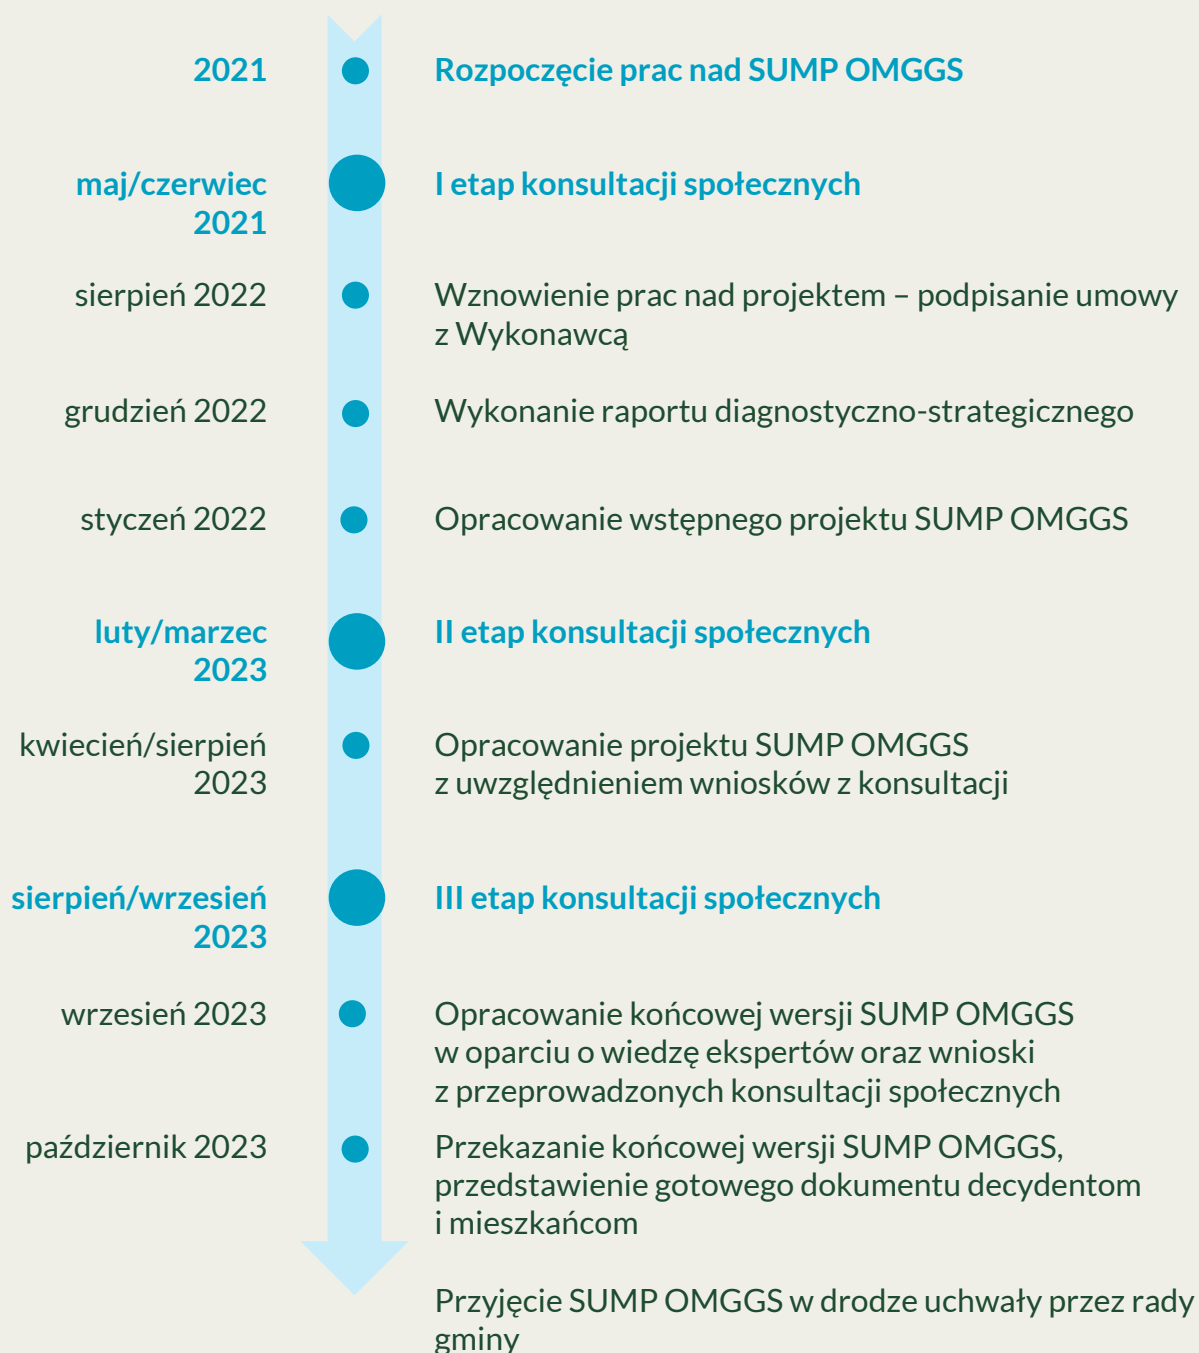 2021
Rozpoczęcie prac nad SUMP OMGGS
maj/czerwiec
2021
I etap konsultacji społecznych
sierpień 2022
Wznowienie prac nad projektem – podpisanie umowy
z Wykonawcą
grudzień 2022
Wykonanie raportu diagnostyczno-strategicznego
styczeń 2022
Opracowanie wstępnego projektu SUMP OMGGS
luty/marzec
2023
II etap konsultacji społecznych
kwiecień/sierpień
2023
Opracowanie projektu SUMP OMGGS
z uwzględnieniem wniosków z konsultacji
sierpień/wrzesień
2023
III etap konsultacji społecznych
wrzesień 2023
Opracowanie końcowej wersji SUMP OMGGS
w oparciu o wiedzę ekspertów oraz wnioski
z przeprowadzonych konsultacji społecznych
październik 2023
Przekazanie końcowej wersji SUMP OMGGS,
przedstawienie gotowego dokumentu decydentom
i mieszkańcom
Przyjęcie SUMP OMGGS w drodze uchwały przez rady
gminy